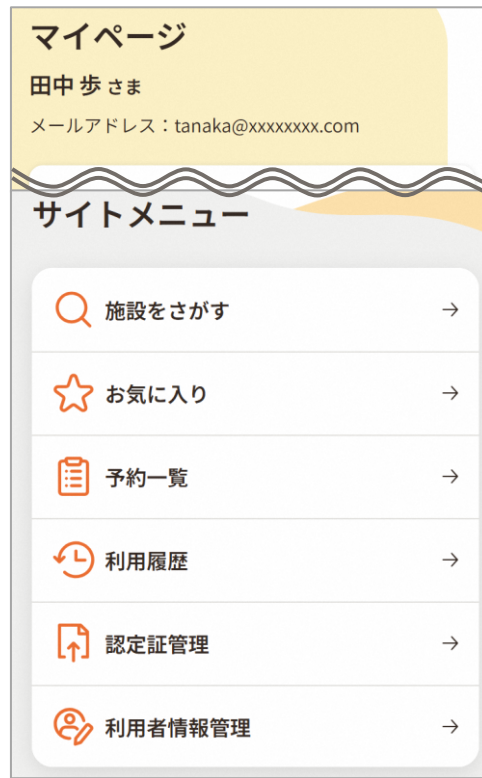 マイページ
田中 歩 さま
メールアドレス：tanaka@xxxxxxxx.com
サイトメニュー
施設をさがす
お気に入り
予約一覧
利用履歴
認定証管理
利用者情報管理